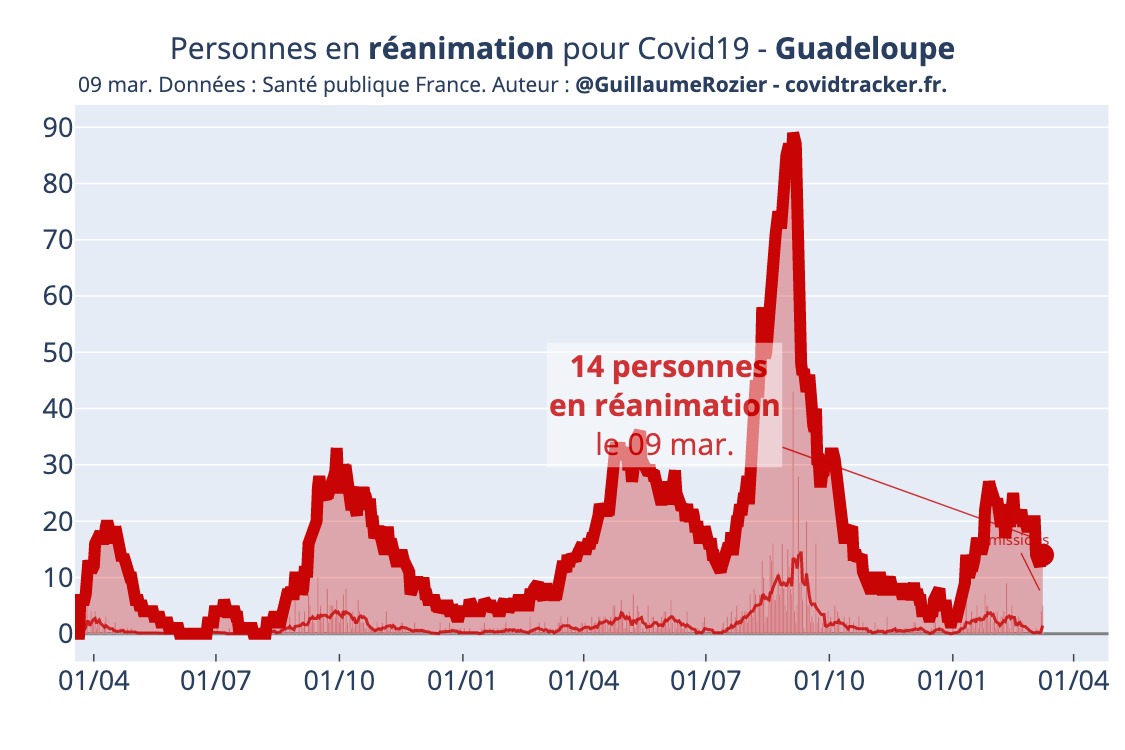 Personnes en réanimation pour Covid19 - Guadeloupe
09 mar. Données : Santé publique France. Auteur : @GuillaumeRozier - covidtracker.fr.
90
80
70
60
50
40
30
20
10
0
14 personnes
en réanimation
le 09 mar.
missions
01/04 01/07 01/10 01/01 01/04 01/07 01/10 01/01 01/04